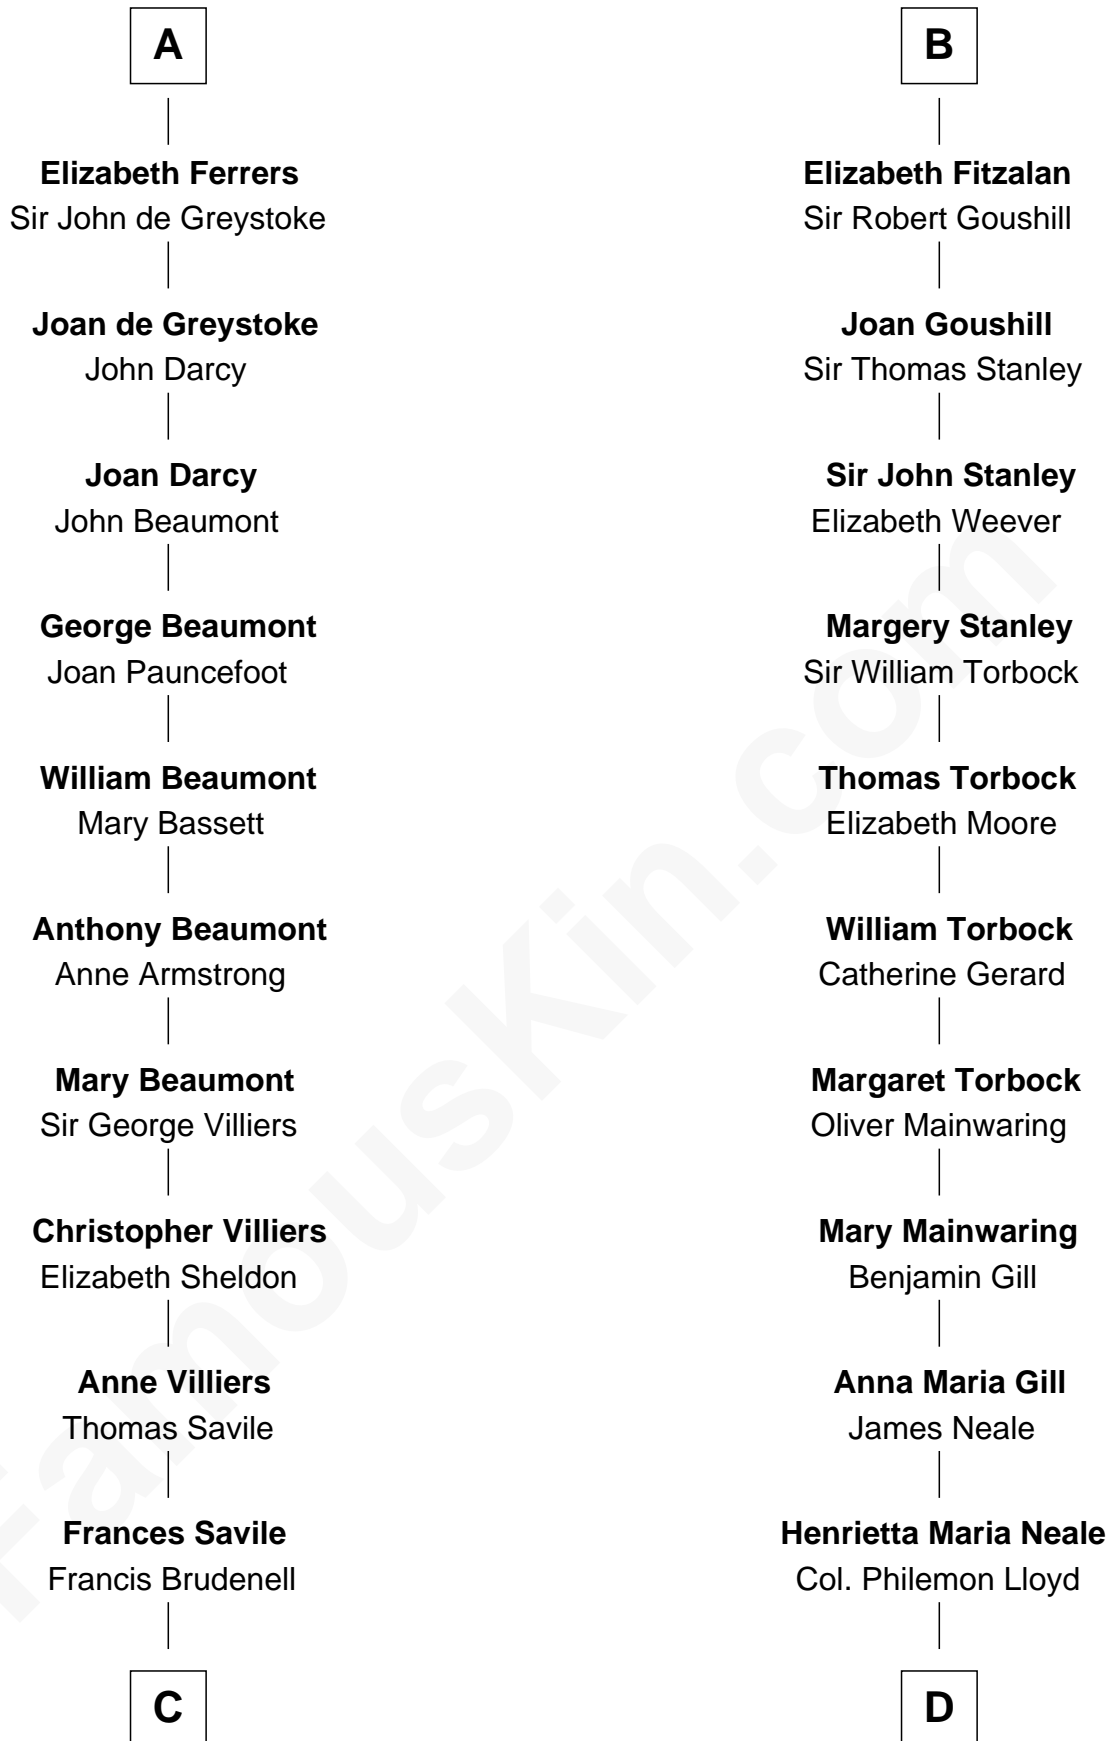 A
Elizabeth Ferrers
Sir John de Greystoke
Joan de Greystoke
John Darcy
Joan Darcy
John Beaumont
George Beaumont
Joan Pauncefoot
William Beaumont
Mary Bassett
Anthony Beaumont
Anne Armstrong
Mary Beaumont
Sir George Villiers
Christopher Villiers
Elizabeth Sheldon
Anne Villiers
Thomas Savile
Frances Savile
Francis Brudenell
C
B
Elizabeth Fitzalan
Sir Robert Goushill
Joan Goushill
Sir Thomas Stanley
Sir John Stanley
Elizabeth Weever
Margery Stanley
Sir William Torbock
Thomas Torbock
Elizabeth Moore
William Torbock
Catherine Gerard
Margaret Torbock
Oliver Mainwaring
Mary Mainwaring
Benjamin Gill
Anna Maria Gill
James Neale
Henrietta Maria Neale
Col. Philemon Lloyd
D
FamousKin.com